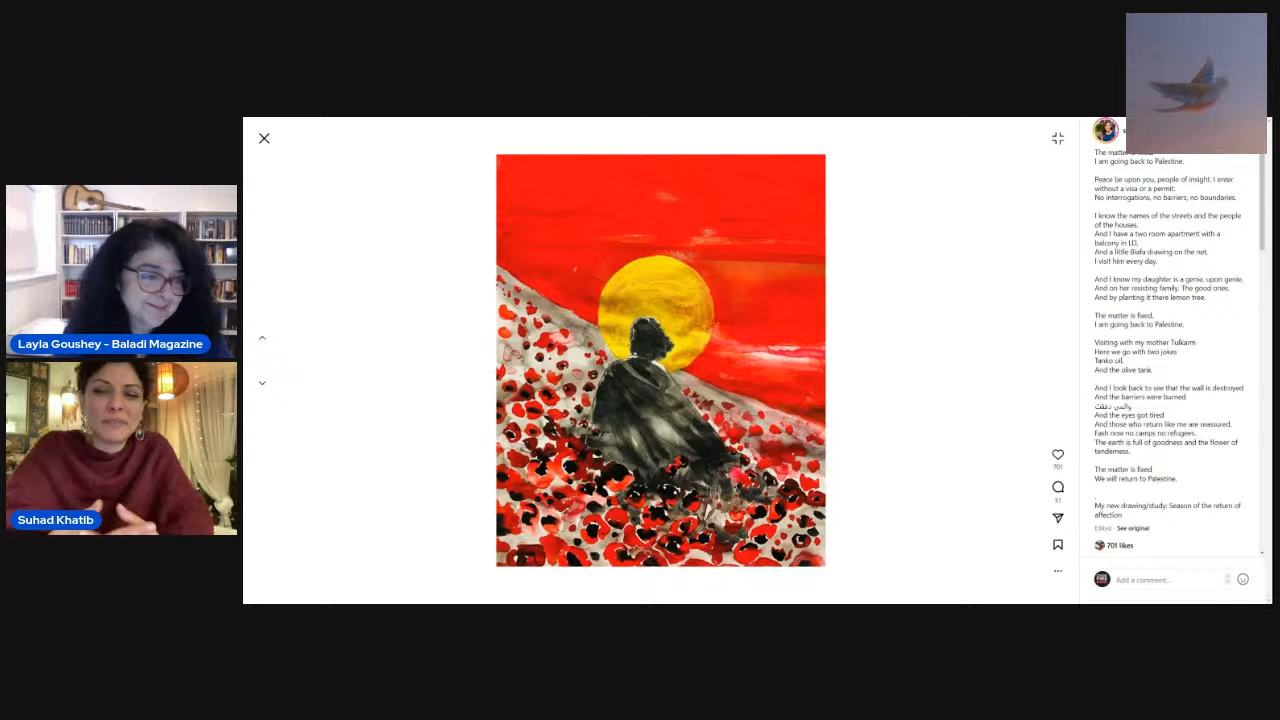 Layla Goushey – Baladi Magazine
Suhad Khatib
701
51
The matter
I am going back to Palestine.
Peace be upon you, people of insight, I enter
without a visa or a permit.
No interrogations, no barriers, no boundaries.
I know the names of the streets and the people
of the houses.
And I have a two room apartment with a
balcony in LD,
And a little Biafa drawing on the net,
I visit him every day.
And I know my daughter is a genie, upon genie.
And on her resisting family. The good ones.
And by planting it there lemon tree.
The matter is fixed,
I am going back to Palestine.
Visiting with my mother Tulkarm
Here we go with two jokes
Tanko oil,
And the olive tank.
And I look back to see that the wall is destroyed
And the barriers were burned
And the eyes got tired
And those who return like me are reassured.
Fash now no camps no refugees.
The earth is full of goodness and the flower of
tenderness.
The matter is fixed
We will return to Palestine.
.
My new drawing/study: Season of the return of
affection
Edited · See original
701 likes
Add a comment...